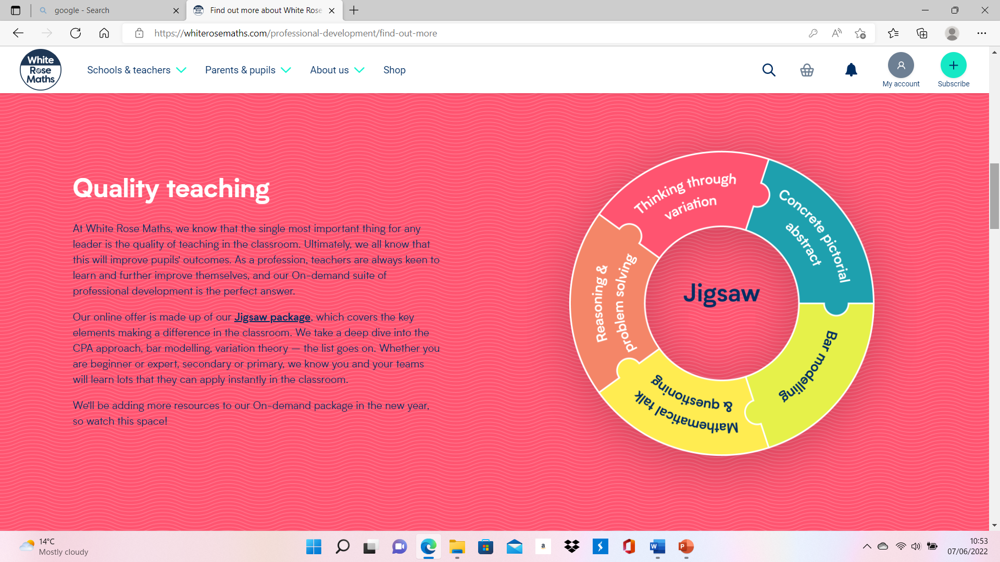 google - Search
Find out more about White Rose
https://whiterosemaths.com/professional-development/find-out-more
White
Rose
Maths
Schools & teachers
Parents & pupils
About us
Shop
My account
Subscribe
Quality teaching
At White Rose Maths, we know that the single most important thing for any
leader is the quality of teaching in the classroom. Ultimately, we all know that
this will improve pupils' outcomes. As a profession, teachers are always keen to
learn and further improve themselves, and our On-demand suite of
professional development is the perfect answer.
Our online offer is made up of our Jigsaw package, which covers the key
elements making a difference in the classroom. We take a deep dive into the
CPA approach, bar modelling, variation theory — the list goes on. Whether you
are beginner or expert, secondary or primary, we know you and your teams
will learn lots that they can apply instantly in the classroom.
We'll be adding more resources to our On-demand package in the new year,
so watch this space!
Thinking through
variation
Concrete pictorial
abstract
Bar modelling
Mathematical talk
& questioning
Reasoning &
problem solving
Jigsaw
14°C
Mostly cloudy
10:53
07/06/2022